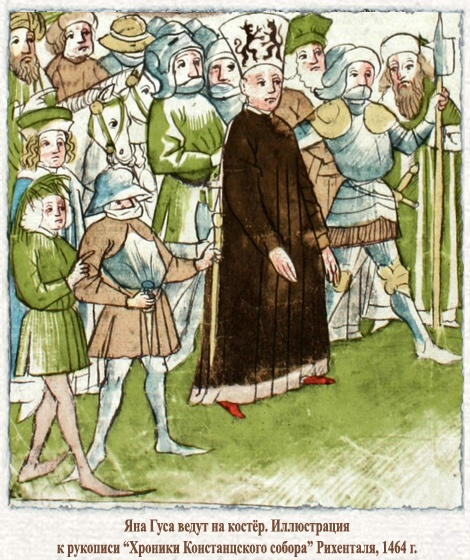 Яна Гуса ведут на костёр. Иллюстрация
к рукописи “Хроники Констанцского собора” Рихенталя, 1464 г.